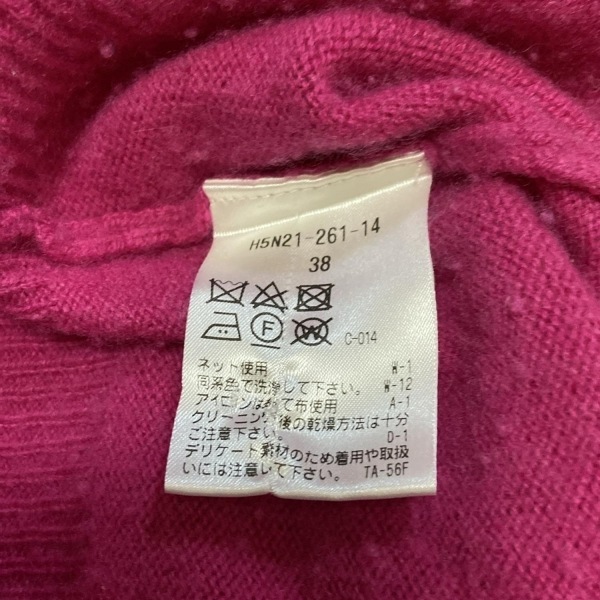 H5N21-261-14
38
F
W
C-014
ネット使用 W-1
同系色で洗浄して下さい。 W-12
アイロンはあて布使用 A-1
クリーニング後の乾燥方法は十分
ご注意下さい。 D-1
デリケート素材のため着用や取扱
いには注意して下さい。 TA-56F